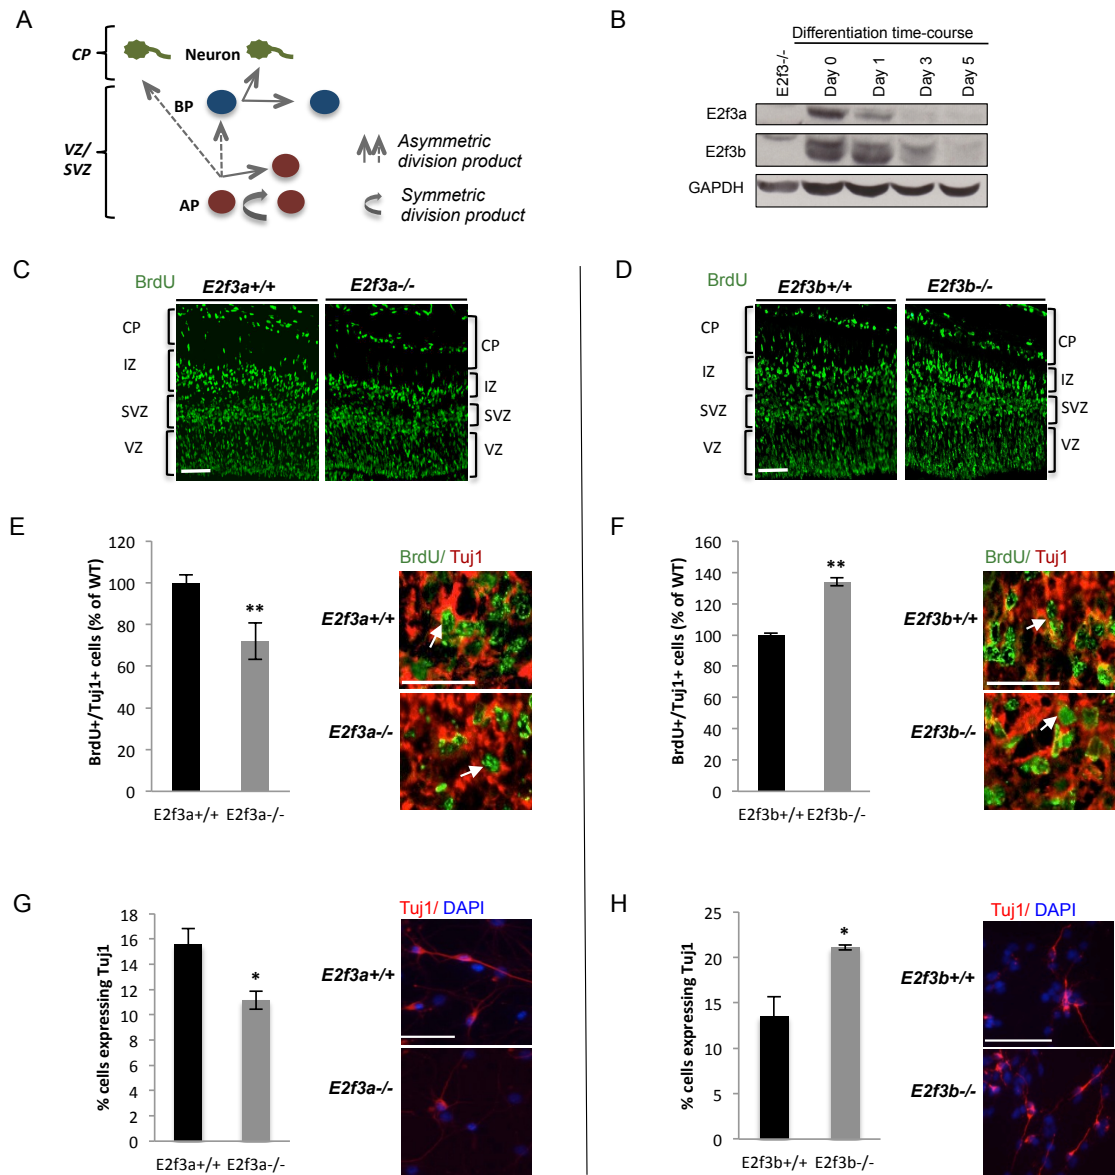 A
CP
Neuron
BP
VZ/
SVZ
AP
Asymmetric
division product
Symmetric
division product
B
Differentiation time-course
E2f3-/-
Day 0
Day 1
Day 3
Day 5
E2f3a
E2f3b
GAPDH
C
BrdU
E2f3a+/+
E2f3a-/-
CP
IZ
SVZ
VZ
CP
IZ
SVZ
VZ
D
BrdU
E2f3b+/+
E2f3b-/-
CP
IZ
SVZ
VZ
CP
IZ
SVZ
VZ
E
BrdU+/Tuj1+ cells (% of WT)
120
100
80
60
40
20
0
**
E2f3a+/+ E2f3a-/-
BrdU/ Tuj1
E2f3a+/+
E2f3a-/-
F
BrdU+/Tuj1+ cells (% of WT)
160
140
120
100
80
60
40
20
0
**
E2f3b+/+ E2f3b-/-
BrdU/ Tuj1
E2f3b+/+
E2f3b-/-
G
% cells expressing Tuj1
18
16
14
12
10
8
6
4
2
0
*
E2f3a+/+ E2f3a-/-
Tuj1/ DAPI
E2f3a+/+
E2f3a-/-
H
% cells expressing Tuj1
25
20
15
10
5
0
*
E2f3b+/+ E2f3b-/-
Tuj1/ DAPI
E2f3b+/+
E2f3b-/-